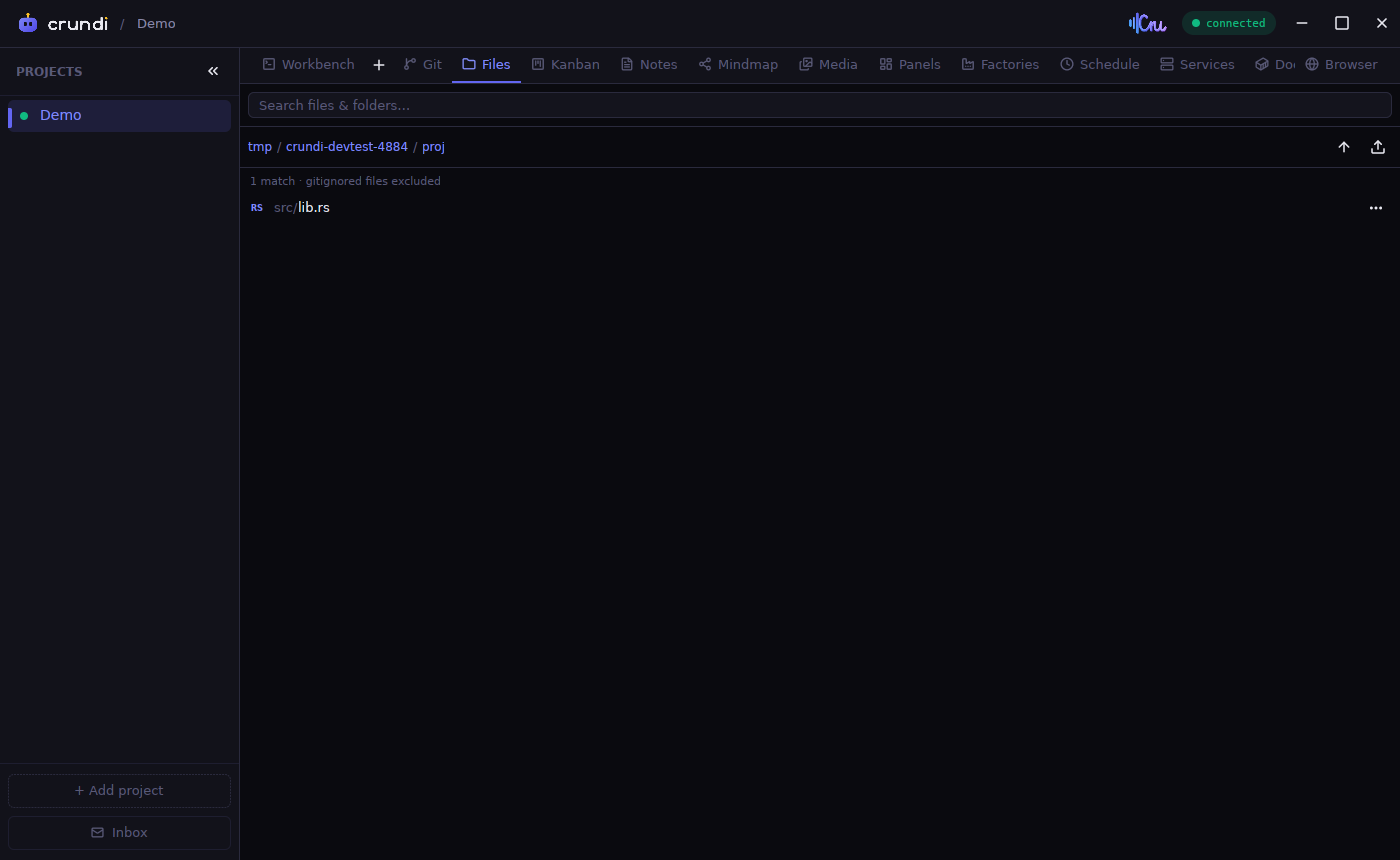 crundi / Demo
Cru
connected
PROJECTS
Workbench
Git
Files
Kanban
Notes
Mindmap
Media
Panels
Factories
Schedule
Services
Doc
Browser
Demo
Search files & folders...
tmp / crundi-devtest-4884 / proj
1 match · gitignored files excluded
RS src/lib.rs
+ Add project
Inbox